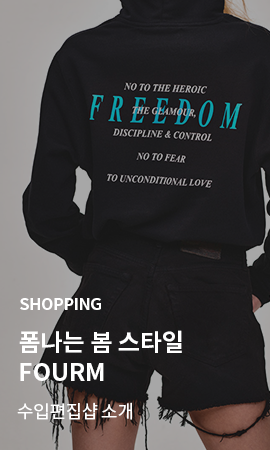 NO TO THE HEROIC
FREEDOM
THE GLAMOUR,
DISCIPLINE & CONTROL
NO TO FEAR
TO UNCONDITIONAL LOVE
SHOPPING
폼나는 봄 스타일
FOURM
수입편집샵 소개